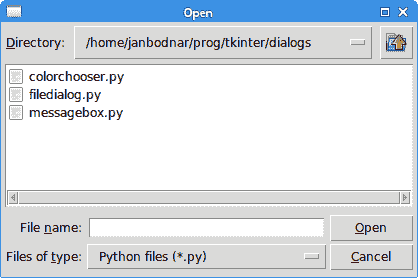 Open
Directory: /home/janbodnar/prog/tkinter/dialogs
colorchooser.py
filedialog.py
messagebox.py
File name: Open
Files of type: Python files (*.py) Cancel